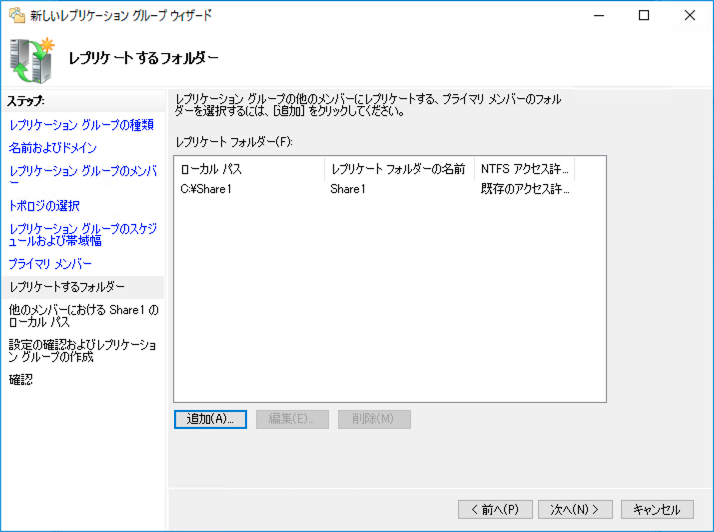 新しいレプリケーション グループ ウィザード
レプリケートするフォルダー
ステップ:
レプリケーション グループの種類
名前およびドメイン
レプリケーション グループのメンバ
ー
トポロジの選択
レプリケーション グループのスケジ
ュールおよび帯域幅
プライマリ メンバー
レプリケートするフォルダー
他のメンバーにおける Share1 の
ローカル パス
設定の確認およびレプリケーショ
ン グループの作成
確認
レプリケーション グループの他のメンバーにレプリケートする、プライマリ メンバーのフォル
ダーを選択するには、[追加] をクリックしてください。
レプリケート フォルダー(F):
ローカル パス レプリケート フォルダーの名前 NTFS アクセス許...
C:¥Share1 Share1 既存のアクセス許...
追加(A)... 編集(E)... 削除(M)
< 前へ(P) 次へ(N) > キャンセル